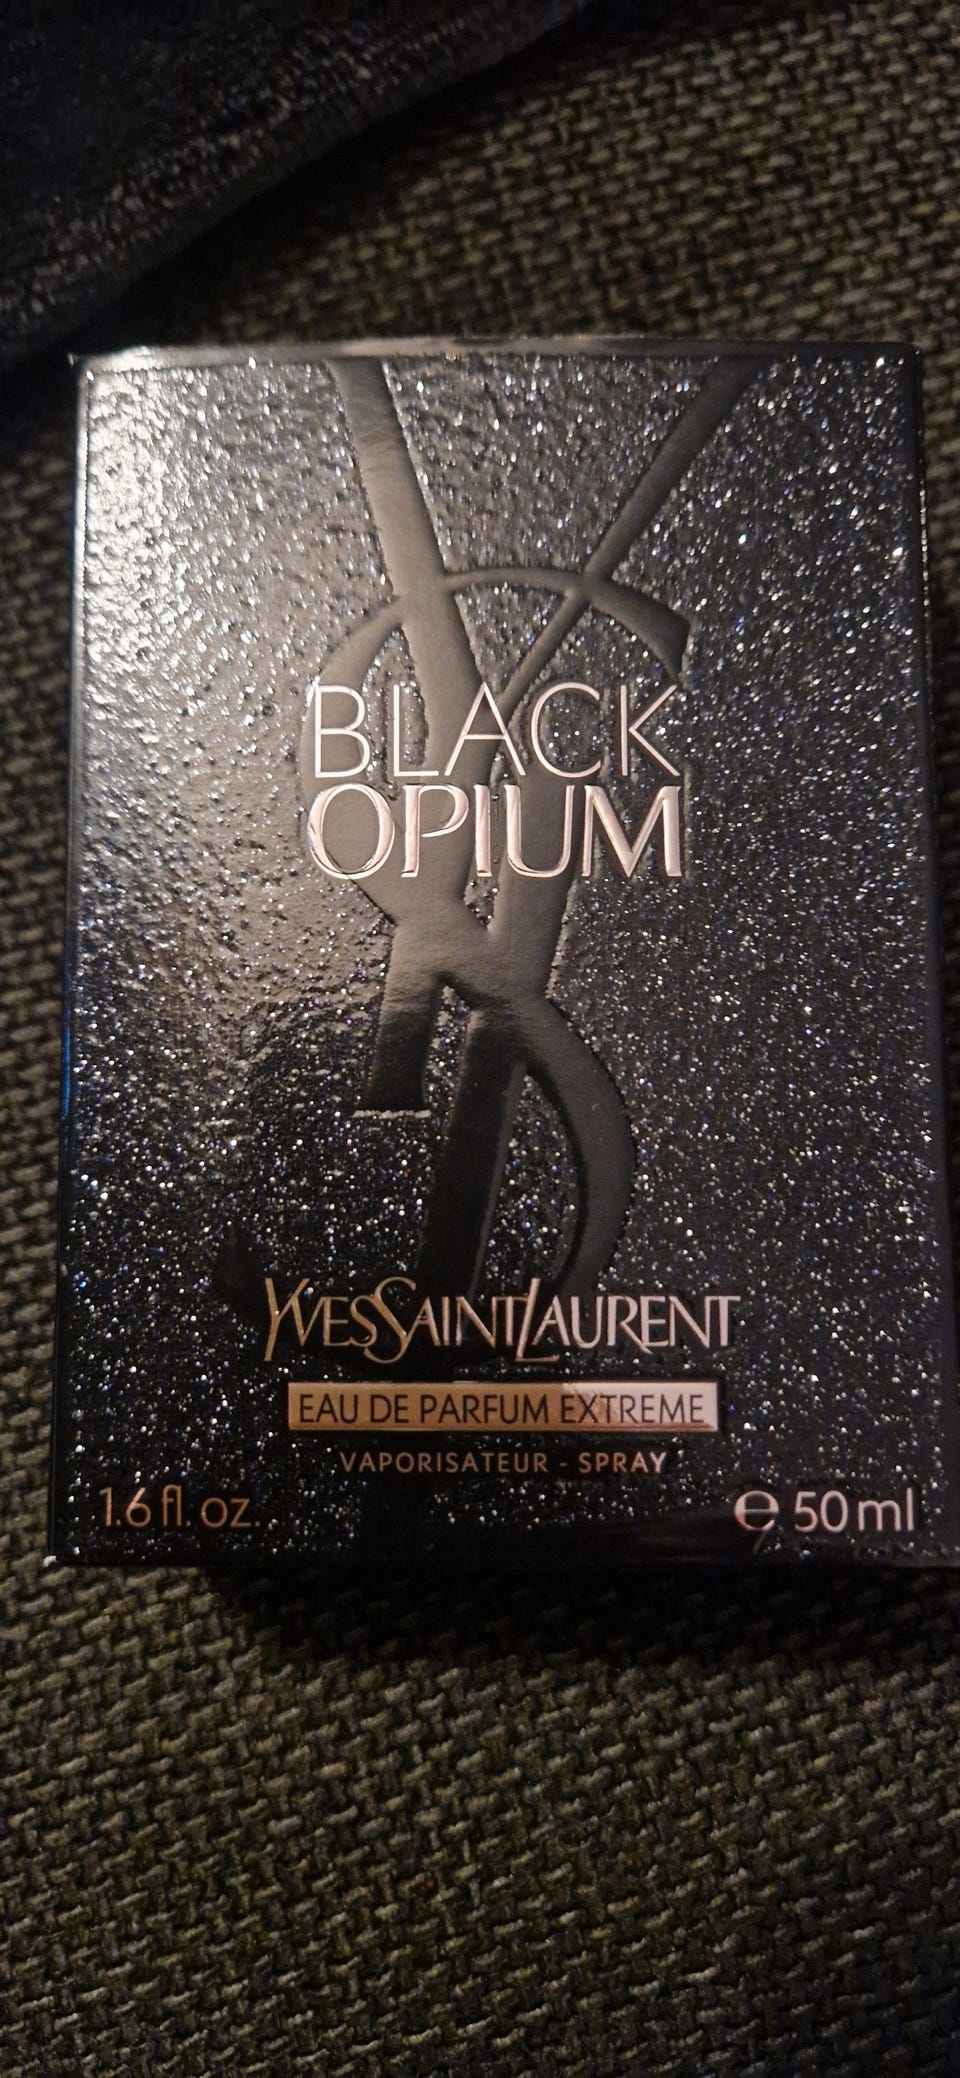 BLACK
OPIUM
YVESSAINTLAURENT
EAU DE PARFUM EXTREME
VAPORISATEUR - SPRAY
1.6 fl. oz. ℮ 50 ml